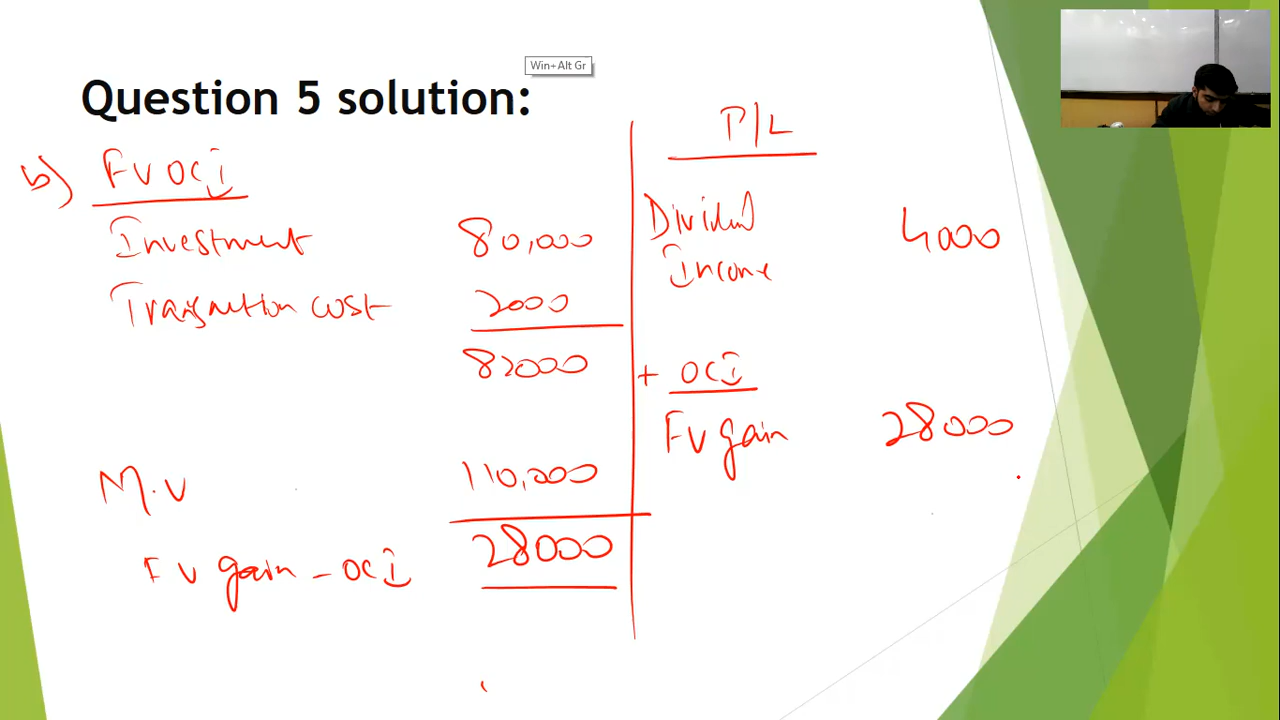 Win+Alt Gr
Question 5 solution:
b) FVOCI
Investment 80,000
Transaction cost 2000
82000
M.V 110,000
FV gain - OCI 28000
P/L
Dividend
Income 4000
+ OCI
FV gain 28000